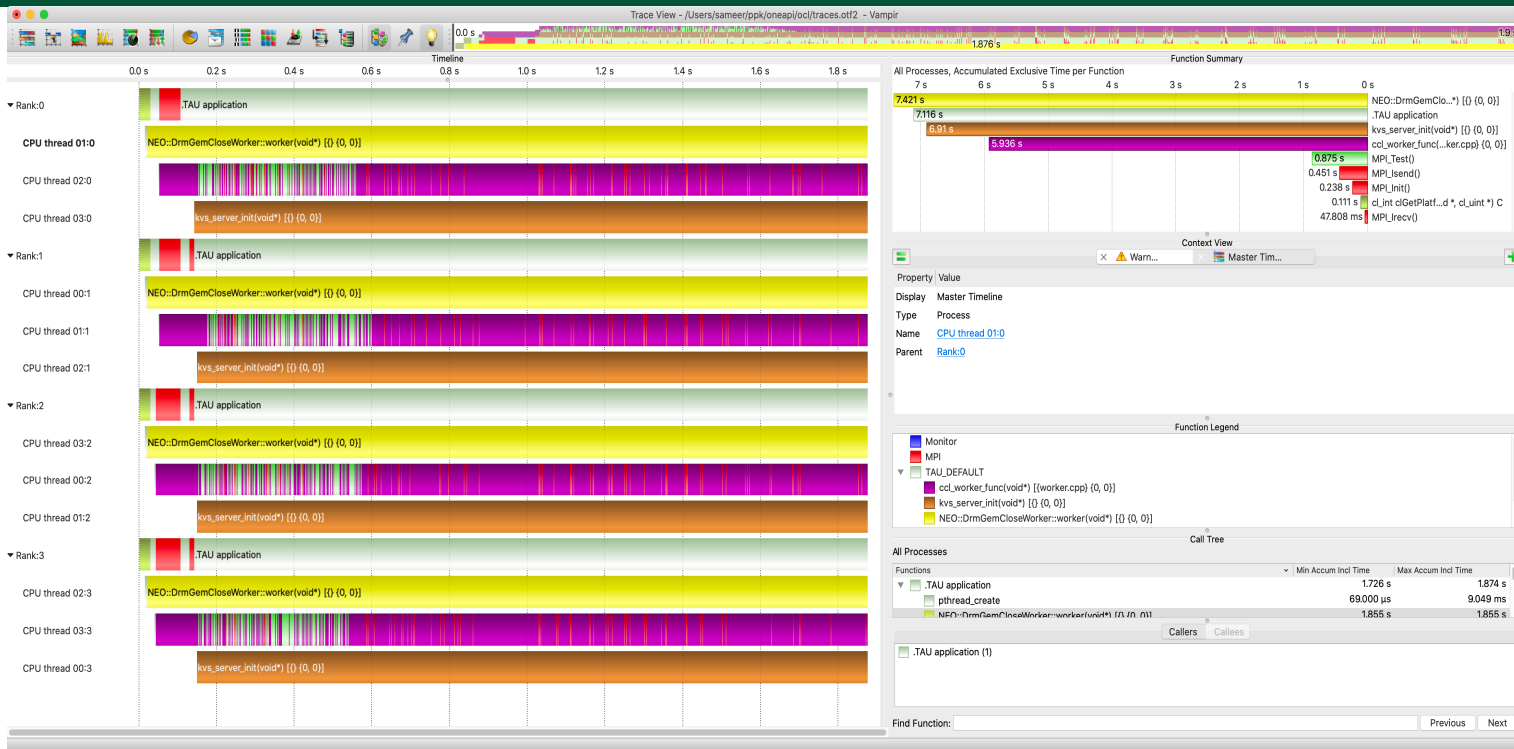 Trace View - /Users/sameer/ppk/oneapi/ocl/traces.otf2 - Vampir
0.0 s
1.876 s
1.9
Timeline
0.0 s 0.2 s 0.4 s 0.6 s 0.8 s 1.0 s 1.2 s 1.4 s 1.6 s 1.8 s
Rank:0
.TAU application
CPU thread 01:0
NEO::DrmGemCloseWorker::worker(void*) [{} {0, 0}]
CPU thread 02:0
CPU thread 03:0
kvs_server_init(void*) [{} {0, 0}]
Rank:1
.TAU application
CPU thread 00:1
NEO::DrmGemCloseWorker::worker(void*) [{} {0, 0}]
CPU thread 01:1
CPU thread 02:1
kvs_server_init(void*) [{} {0, 0}]
Rank:2
.TAU application
CPU thread 03:2
NEO::DrmGemCloseWorker::worker(void*) [{} {0, 0}]
CPU thread 00:2
CPU thread 01:2
kvs_server_init(void*) [{} {0, 0}]
Rank:3
.TAU application
CPU thread 02:3
NEO::DrmGemCloseWorker::worker(void*) [{} {0, 0}]
CPU thread 03:3
CPU thread 00:3
kvs_server_init(void*) [{} {0, 0}]
Function Summary
All Processes, Accumulated Exclusive Time per Function
7 s 6 s 5 s 4 s 3 s 2 s 1 s 0 s
7.421 s NEO::DrmGemClo...*) [{} {0, 0}]
7.116 s .TAU application
6.91 s kvs_server_init(void*) [{} {0, 0}]
5.936 s ccl_worker_func(...ker.cpp} {0, 0}]
0.875 s MPI_Test()
0.451 s MPI_Isend()
0.238 s MPI_Init()
0.111 s cl_int clGetPlatf...d *, cl_uint *) C
47.808 ms MPI_Irecv()
Context View
Warn...
Master Tim...
Property Value
Display Master Timeline
Type Process
Name CPU thread 01:0
Parent Rank:0
Function Legend
Monitor
MPI
TAU_DEFAULT
ccl_worker_func(void*) [{worker.cpp} {0, 0}]
kvs_server_init(void*) [{} {0, 0}]
NEO::DrmGemCloseWorker::worker(void*) [{} {0, 0}]
Call Tree
All Processes
Functions Min Accum Incl Time Max Accum Incl Time
.TAU application 1.726 s 1.874 s
pthread_create 69.000 µs 9.049 ms
NEO::DrmGemCloseWorker::worker(void*) [{} {0, 0}] 1.855 s 1.855 s
Callers Callees
.TAU application (1)
Find Function:
Previous Next